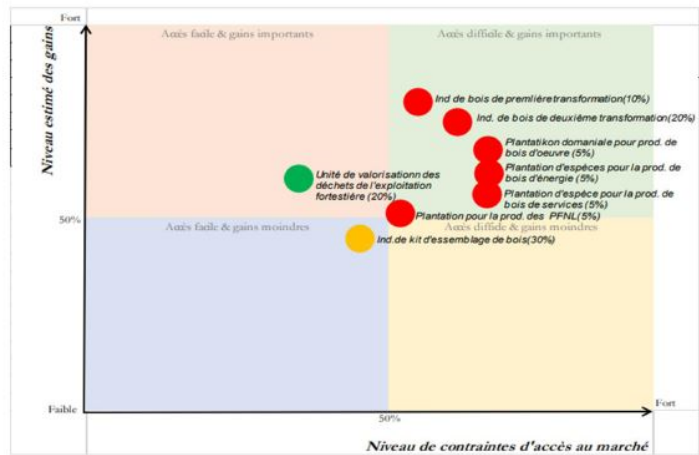 Fort
Niveau estimé des gains
Accès facile & gains importants
Accès difficile & gains importants
Ind de bois de premlière transformation(10%)
Ind. de bois de deuxième transformation(20%)
Plantatikon domaniale pour prod. de
bois d'oeuvre (5%)
Plantation d'espèces pour la prod. de
bois d'énergie (5%)
Plantation d'espèce pour la prod. de
bois de services (5%)
Unité de valorisationn des
déchets de l'exploitation
fortestière (20%)
Plantation pour la prod. des PFNL(5%)
50%
Accès facile & gains moindres
Accès diffide & gains moindres
Ind.de kit d'essemblage de bois(30%)
Faible
50%
Fort
Niveau de contraintes d'accès au marché